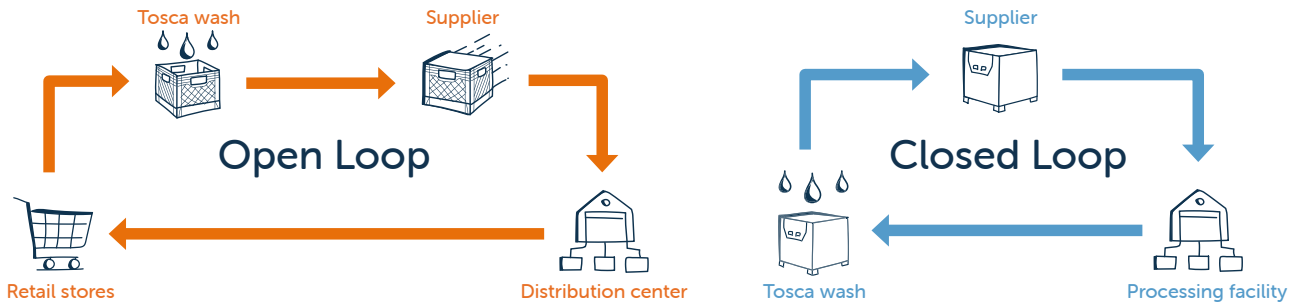 Tosca wash
Supplier
Open Loop
Retail stores
Distribution center
Supplier
Closed Loop
Tosca wash
Processing facility